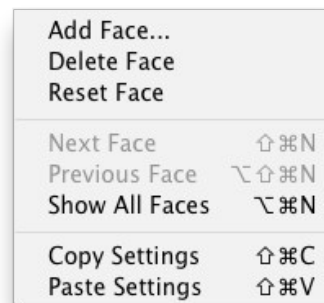 Add Face...
Delete Face
Reset Face
Next Face ⇧⌘N
Previous Face ⌥⇧⌘N
Show All Faces ⌥⌘N
Copy Settings ⇧⌘C
Paste Settings ⇧⌘V